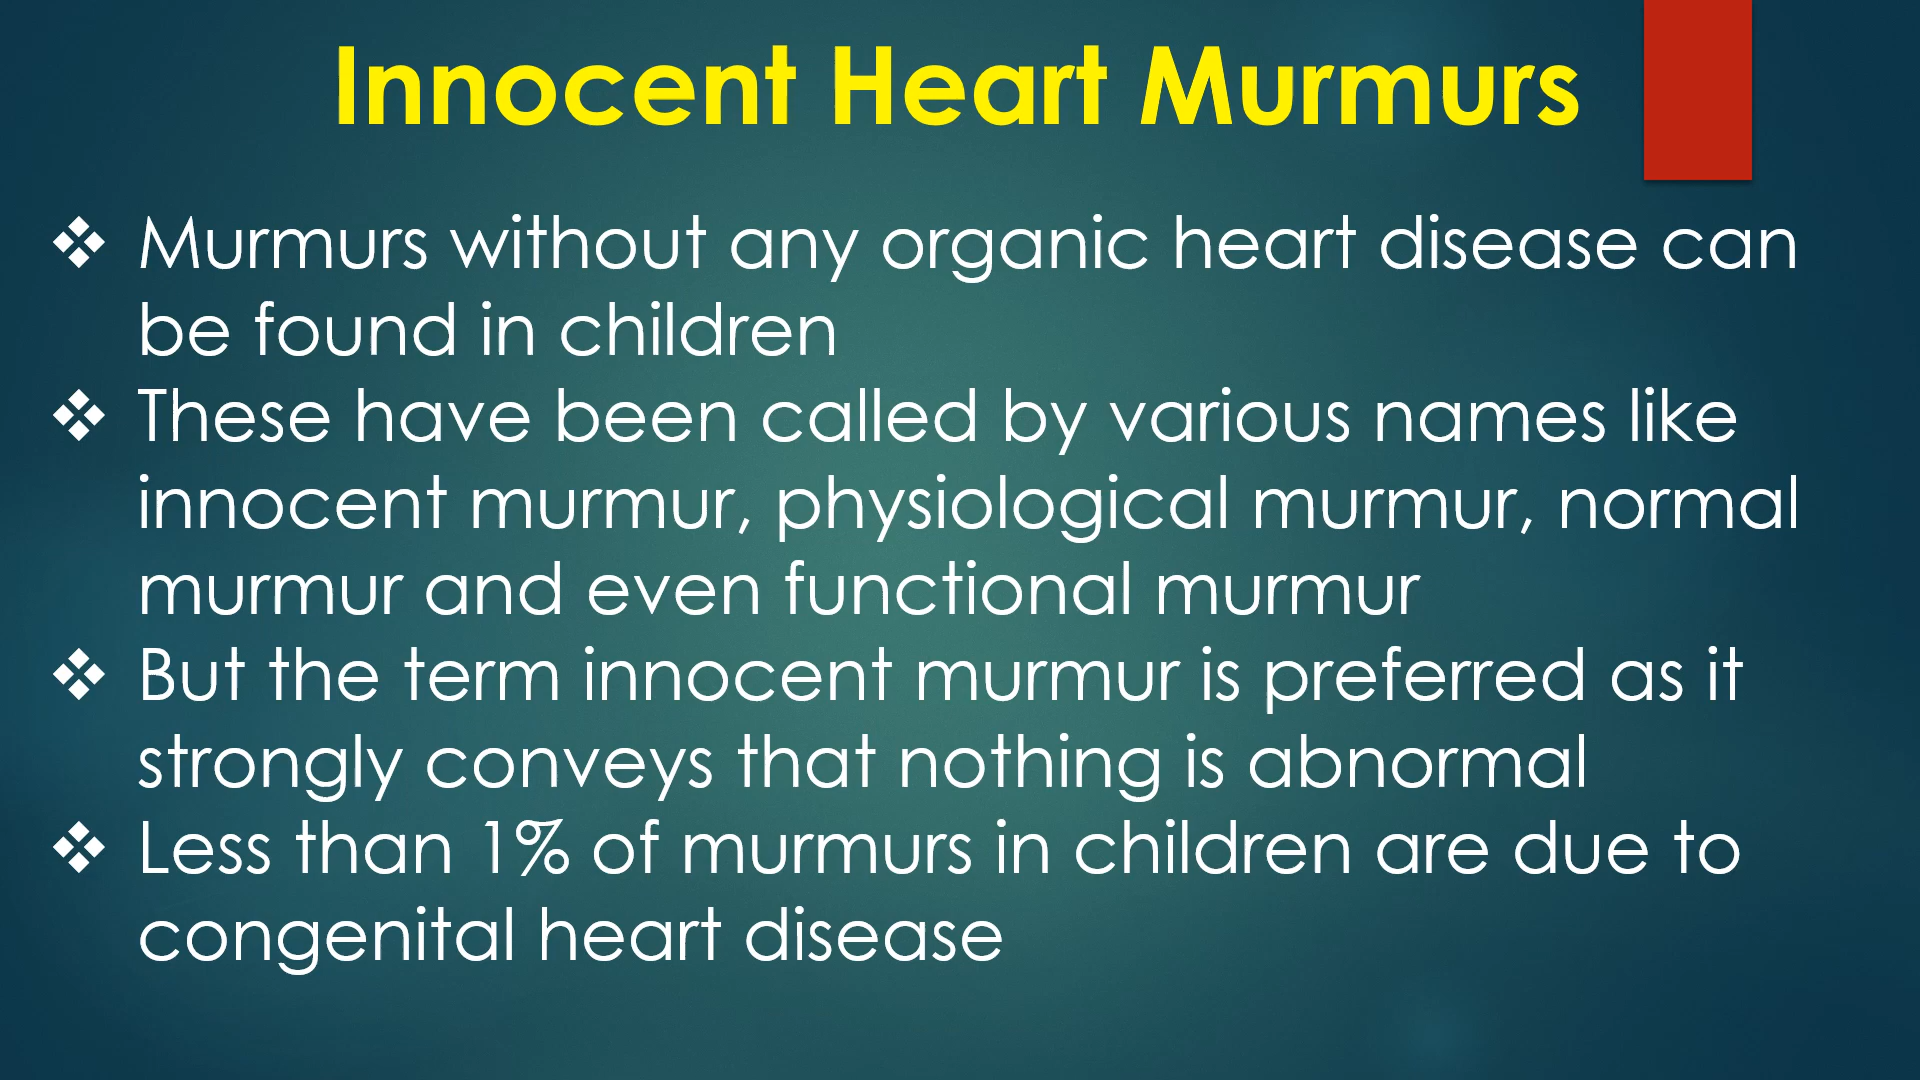 Innocent Heart Murmurs
❖ Murmurs without any organic heart disease can
be found in children
❖ These have been called by various names like
innocent murmur, physiological murmur, normal
murmur and even functional murmur
❖ But the term innocent murmur is preferred as it
strongly conveys that nothing is abnormal
❖ Less than 1% of murmurs in children are due to
congenital heart disease